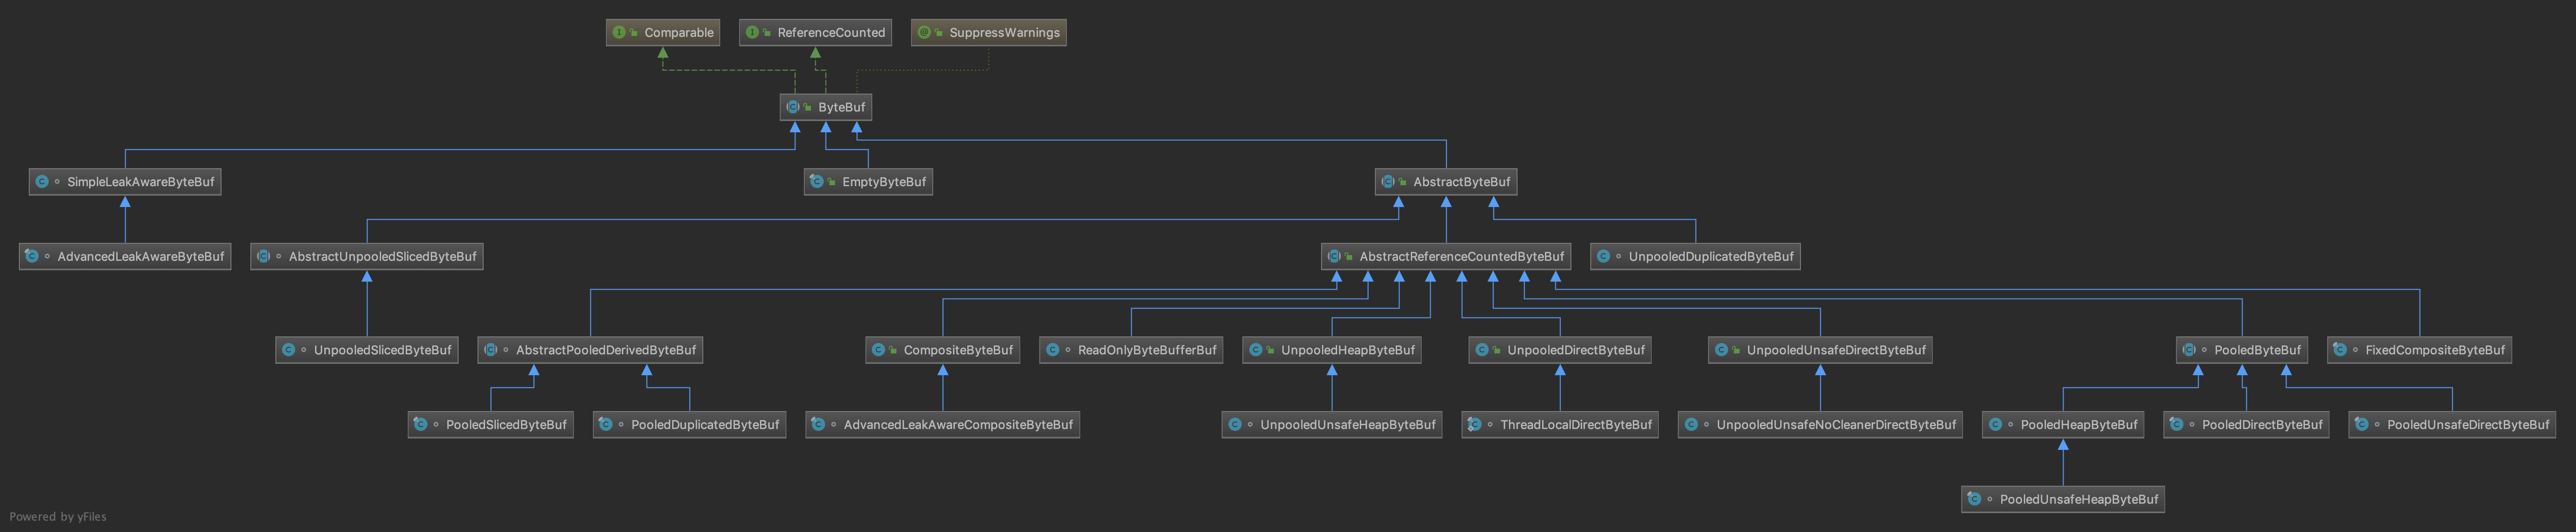 Comparable
ReferenceCounted
SuppressWarnings
ByteBuf
SimpleLeakAwareByteBuf
EmptyByteBuf
AbstractByteBuf
AdvancedLeakAwareByteBuf
AbstractUnpooledSlicedByteBuf
AbstractReferenceCountedByteBuf
UnpooledDuplicatedByteBuf
UnpooledSlicedByteBuf
AbstractPooledDerivedByteBuf
CompositeByteBuf
ReadOnlyByteBufferBuf
UnpooledHeapByteBuf
UnpooledDirectByteBuf
UnpooledUnsafeDirectByteBuf
PooledByteBuf
FixedCompositeByteBuf
PooledSlicedByteBuf
PooledDuplicatedByteBuf
AdvancedLeakAwareCompositeByteBuf
UnpooledUnsafeHeapByteBuf
ThreadLocalDirectByteBuf
UnpooledUnsafeNoCleanerDirectByteBuf
PooledHeapByteBuf
PooledDirectByteBuf
PooledUnsafeDirectByteBuf
PooledUnsafeHeapByteBuf
Powered by yFiles